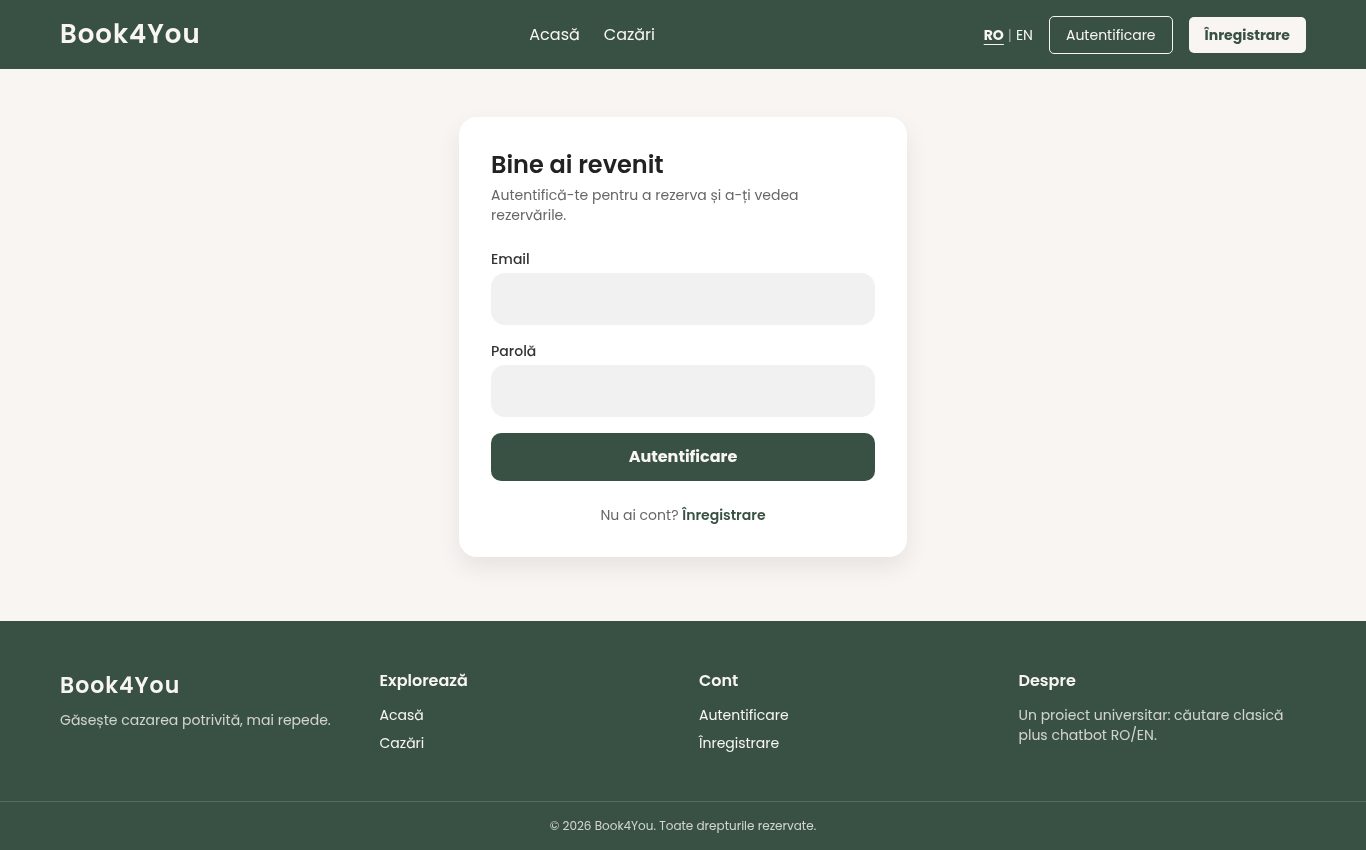 Book4You
Acasă
Cazări
RO | EN
Autentificare
Înregistrare
Bine ai revenit
Autentifică-te pentru a rezerva și a-ți vedea
rezervările.
Email
Parolă
Autentificare
Nu ai cont? Înregistrare
Book4You
Găsește cazarea potrivită, mai repede.
Explorează
Acasă
Cazări
Cont
Autentificare
Înregistrare
Despre
Un proiect universitar: căutare clasică
plus chatbot RO/EN.
© 2026 Book4You. Toate drepturile rezervate.